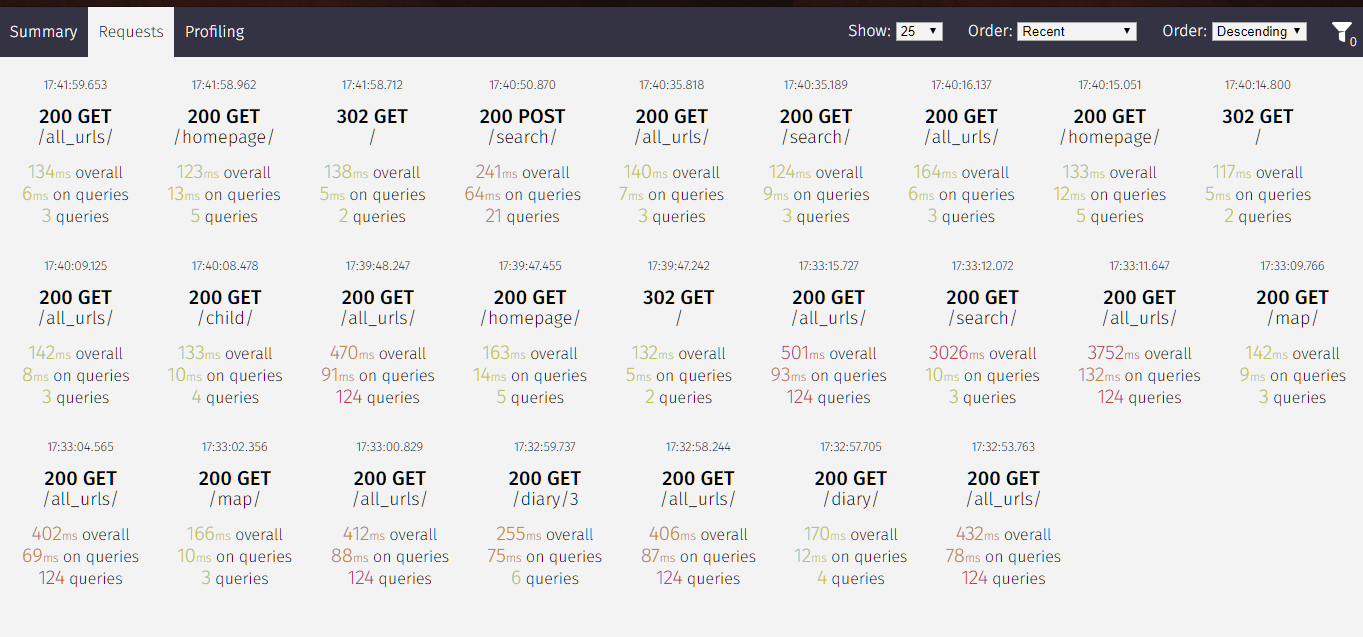 Summary Requests Profiling Show: 25 Order: Recent Order: Descending 0
17:41:59.653 17:41:58.962 17:41:58.712 17:40:50.870 17:40:35.818 17:40:35.189 17:40:16.137 17:40:15.051 17:40:14.800
200 GET 200 GET 302 GET 200 POST 200 GET 200 GET 200 GET 200 GET 302 GET
/all_urls/ /homepage/ / /search/ /all_urls/ /search/ /all_urls/ /homepage/ /
134ms overall 123ms overall 138ms overall 241ms overall 140ms overall 124ms overall 164ms overall 133ms overall 117ms overall
6ms on queries 13ms on queries 5ms on queries 64ms on queries 7ms on queries 9ms on queries 6ms on queries 12ms on queries 5ms on queries
3 queries 5 queries 2 queries 21 queries 3 queries 3 queries 3 queries 5 queries 2 queries
17:40:09.125 17:40:08.478 17:39:48.247 17:39:47.455 17:39:47.242 17:33:15.727 17:33:12.072 17:33:11.647 17:33:09.766
200 GET 200 GET 200 GET 200 GET 302 GET 200 GET 200 GET 200 GET 200 GET
/all_urls/ /child/ /all_urls/ /homepage/ / /all_urls/ /search/ /all_urls/ /map/
142ms overall 133ms overall 470ms overall 163ms overall 132ms overall 501ms overall 3026ms overall 3752ms overall 142ms overall
8ms on queries 10ms on queries 91ms on queries 14ms on queries 5ms on queries 93ms on queries 10ms on queries 132ms on queries 9ms on queries
3 queries 4 queries 124 queries 5 queries 2 queries 124 queries 3 queries 124 queries 3 queries
17:33:04.565 17:33:02.356 17:33:00.829 17:32:59.737 17:32:58.244 17:32:57.705 17:32:53.763
200 GET 200 GET 200 GET 200 GET 200 GET 200 GET 200 GET
/all_urls/ /map/ /all_urls/ /diary/3 /all_urls/ /diary/ /all_urls/
402ms overall 166ms overall 412ms overall 255ms overall 406ms overall 170ms overall 432ms overall
69ms on queries 10ms on queries 88ms on queries 75ms on queries 87ms on queries 12ms on queries 78ms on queries
124 queries 3 queries 124 queries 6 queries 124 queries 4 queries 124 queries